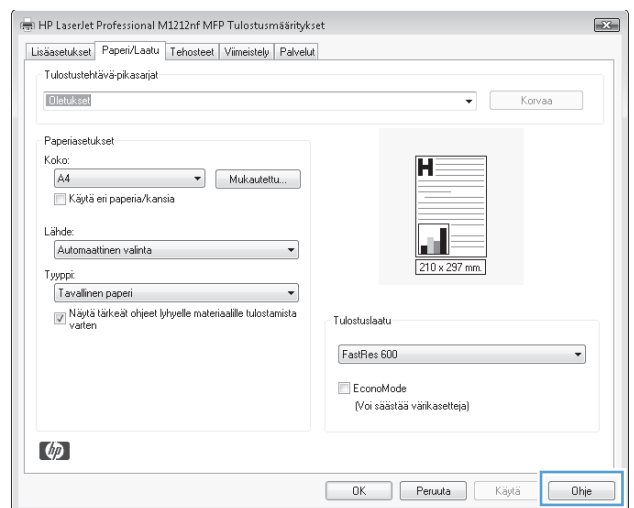 HP LaserJet Professional M1212nf MFP Tulostusmääritykset
Lisäasetukset Paperi/Laatu Tehosteet Viimeistely Palvelut
Tulostustehtävä-pikasarjat
Oletukset
Korvaa
Paperiasetukset
Koko:
A4
Mukautettu...
Käytä eri paperia/kansia
Lähde:
Automaattinen valinta
Tyyppi:
Tavallinen paperi
Näytä tärkeät ohjeet lyhyelle materiaalille tulostamista
varten
H
210 x 297 mm.
Tulostuslaatu
FastRes 600
EconoMode
(Voi säästää värikasetteja)
hp
OK Peruuta Käytä Ohje